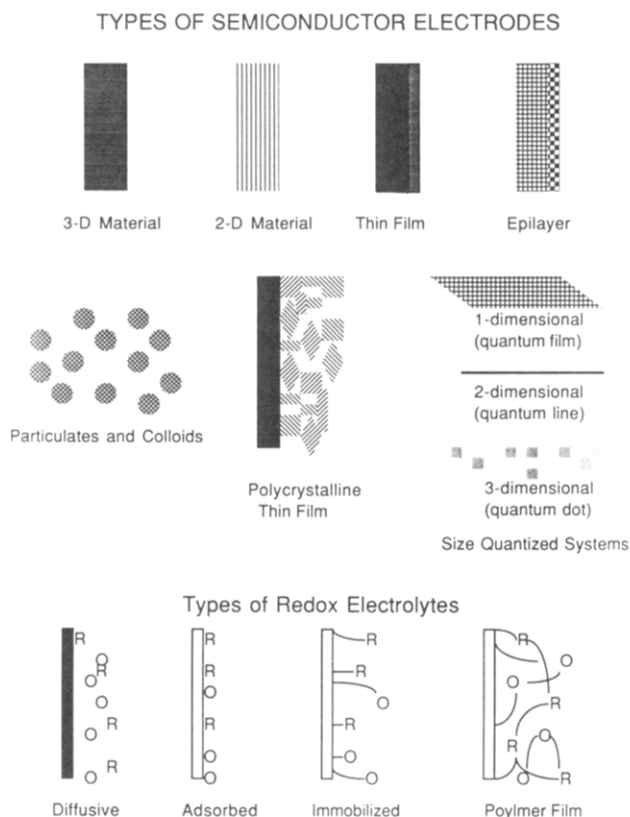 TYPES OF SEMICONDUCTOR ELECTRODES
3-D Material
2-D Material
Thin Film
Epilayer
1-dimensional
(quantum film)
2-dimensional
(quantum line)
Particulates and Colloids
3-dimensional
(quantum dot)
Polycrystalline
Thin Film
Size Quantized Systems
Types of Redox Electrolytes
R
O
R
O
O
R
O
R
O
R
R
O
R
O
O
R
R
O
R
O
O
R
O
O
R
R
O
O
R
Diffusive
Adsorbed
Immobilized
Poylmer Film